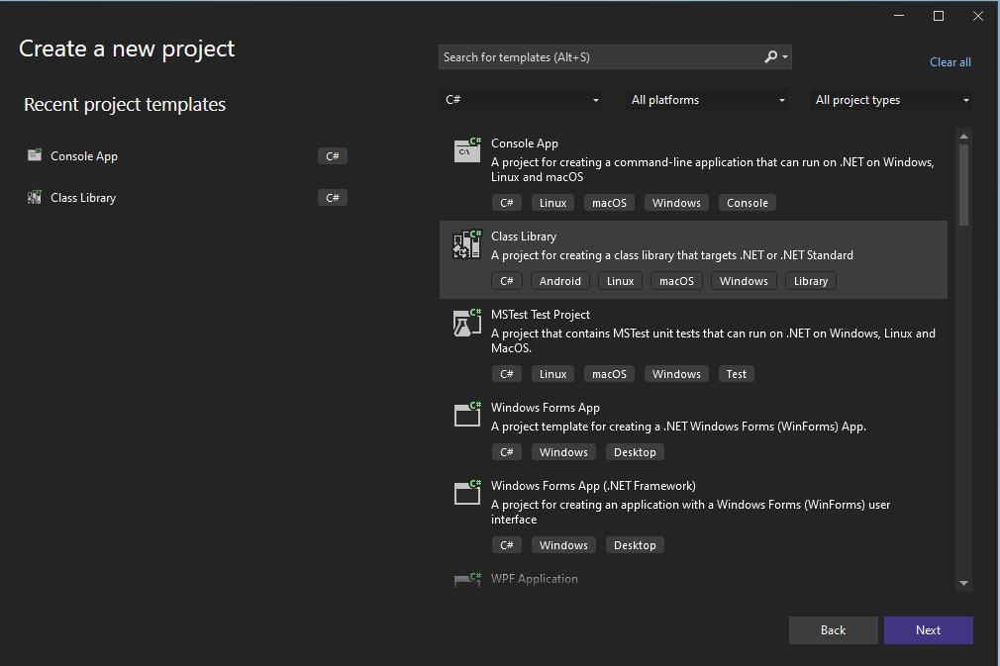 Create a new project
Search for templates (Alt+S)
Clear all
Recent project templates
Console App C#
Class Library C#
C# All platforms All project types
C#
C:\
Console App
A project for creating a command-line application that can run on .NET on Windows,
Linux and macOS
C# Linux macOS Windows Console
C#
Class Library
A project for creating a class library that targets .NET or .NET Standard
C# Android Linux macOS Windows Library
C#
MSTest Test Project
A project that contains MSTest unit tests that can run on .NET on Windows, Linux and
MacOS.
C# Linux macOS Windows Test
C#
Windows Forms App
A project template for creating a .NET Windows Forms (WinForms) App.
C# Windows Desktop
C#
Windows Forms App (.NET Framework)
A project for creating an application with a Windows Forms (WinForms) user
interface
C# Windows Desktop
C#
WPF Application
Back Next